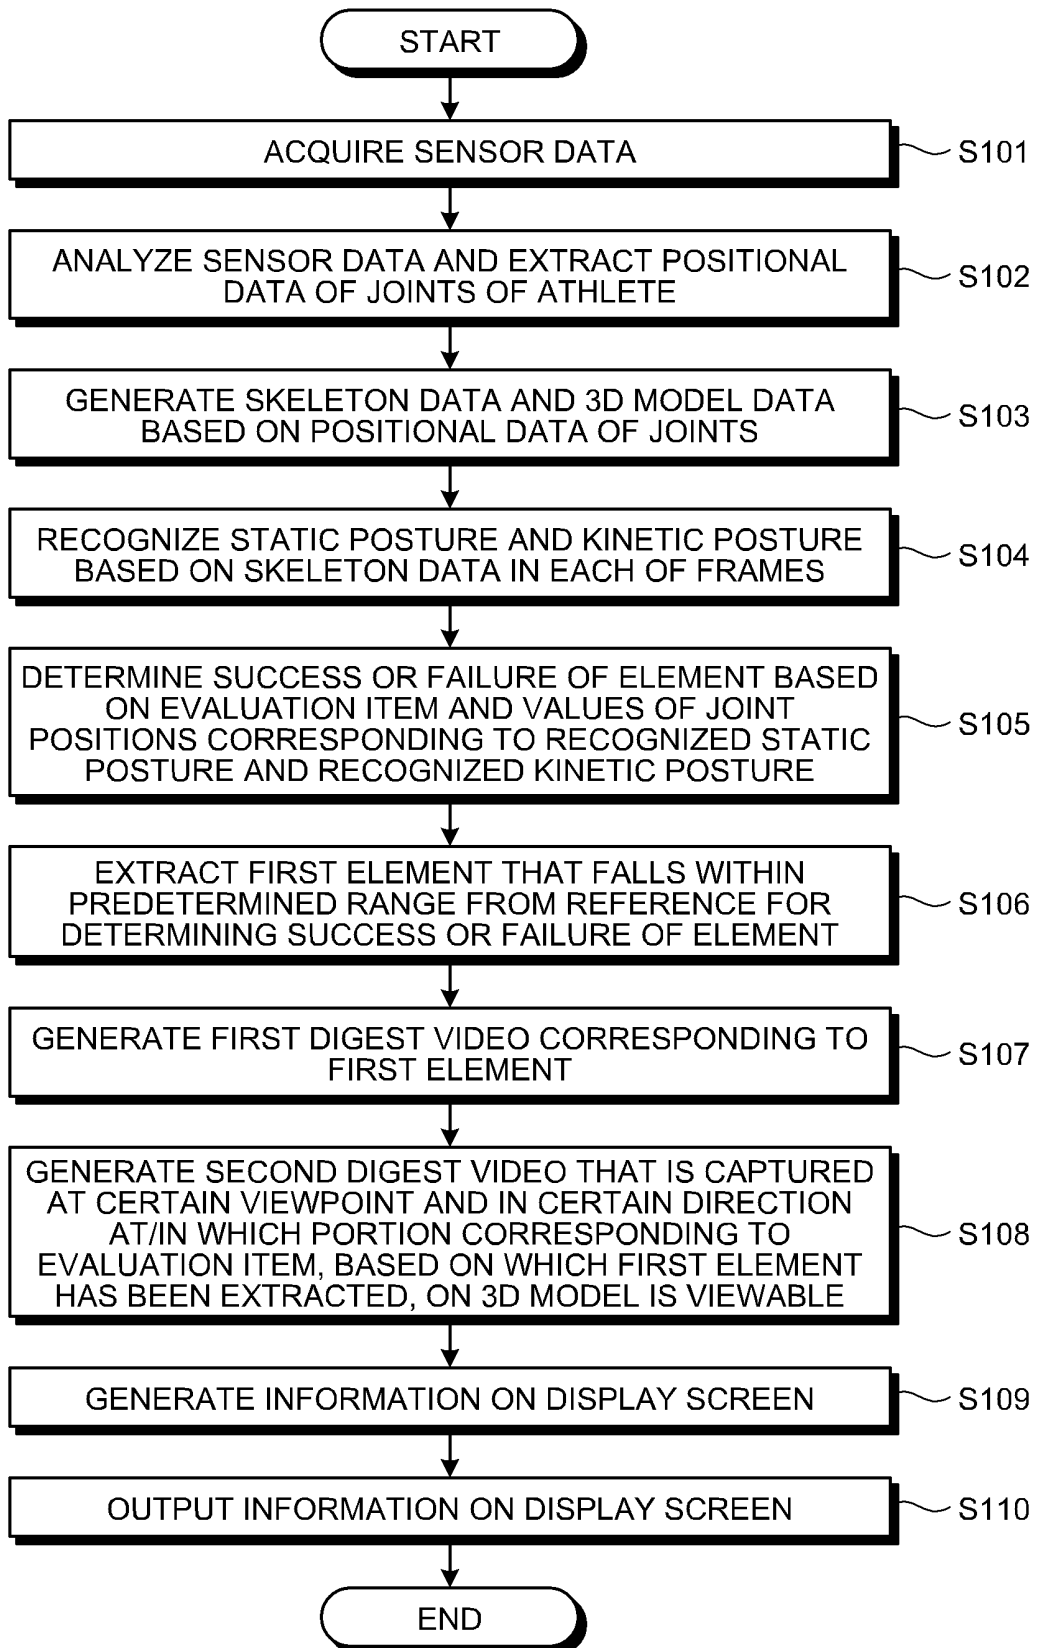 START
ACQUIRE SENSOR DATA
S101
ANALYZE SENSOR DATA AND EXTRACT POSITIONAL
DATA OF JOINTS OF ATHLETE
S102
GENERATE SKELETON DATA AND 3D MODEL DATA
BASED ON POSITIONAL DATA OF JOINTS
S103
RECOGNIZE STATIC POSTURE AND KINETIC POSTURE
BASED ON SKELETON DATA IN EACH OF FRAMES
S104
DETERMINE SUCCESS OR FAILURE OF ELEMENT BASED
ON EVALUATION ITEM AND VALUES OF JOINT
POSITIONS CORRESPONDING TO RECOGNIZED STATIC
POSTURE AND RECOGNIZED KINETIC POSTURE
S105
EXTRACT FIRST ELEMENT THAT FALLS WITHIN
PREDETERMINED RANGE FROM REFERENCE FOR
DETERMINING SUCCESS OR FAILURE OF ELEMENT
S106
GENERATE FIRST DIGEST VIDEO CORRESPONDING TO
FIRST ELEMENT
S107
GENERATE SECOND DIGEST VIDEO THAT IS CAPTURED
AT CERTAIN VIEWPOINT AND IN CERTAIN DIRECTION
AT/IN WHICH PORTION CORRESPONDING TO
EVALUATION ITEM, BASED ON WHICH FIRST ELEMENT
HAS BEEN EXTRACTED, ON 3D MODEL IS VIEWABLE
S108
GENERATE INFORMATION ON DISPLAY SCREEN
S109
OUTPUT INFORMATION ON DISPLAY SCREEN
S110
END